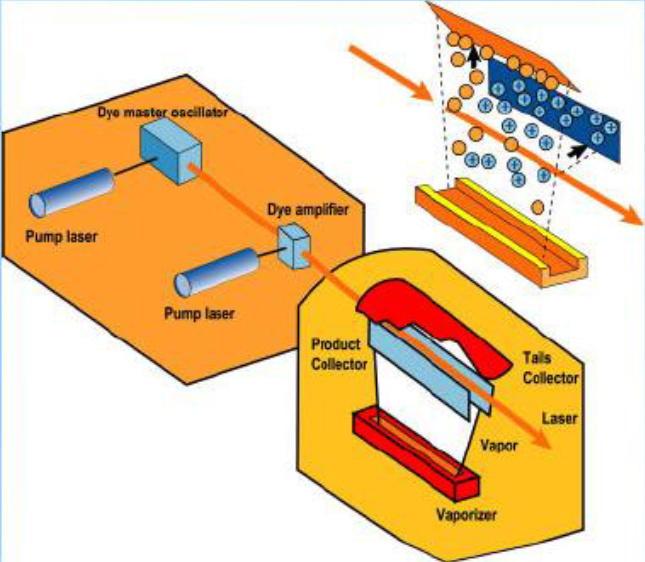 Dye master oscillator
Pump laser
Dye amplifier
Pump laser
Product
Collector
Tails
Collector
Laser
Vapor
Vaporizer